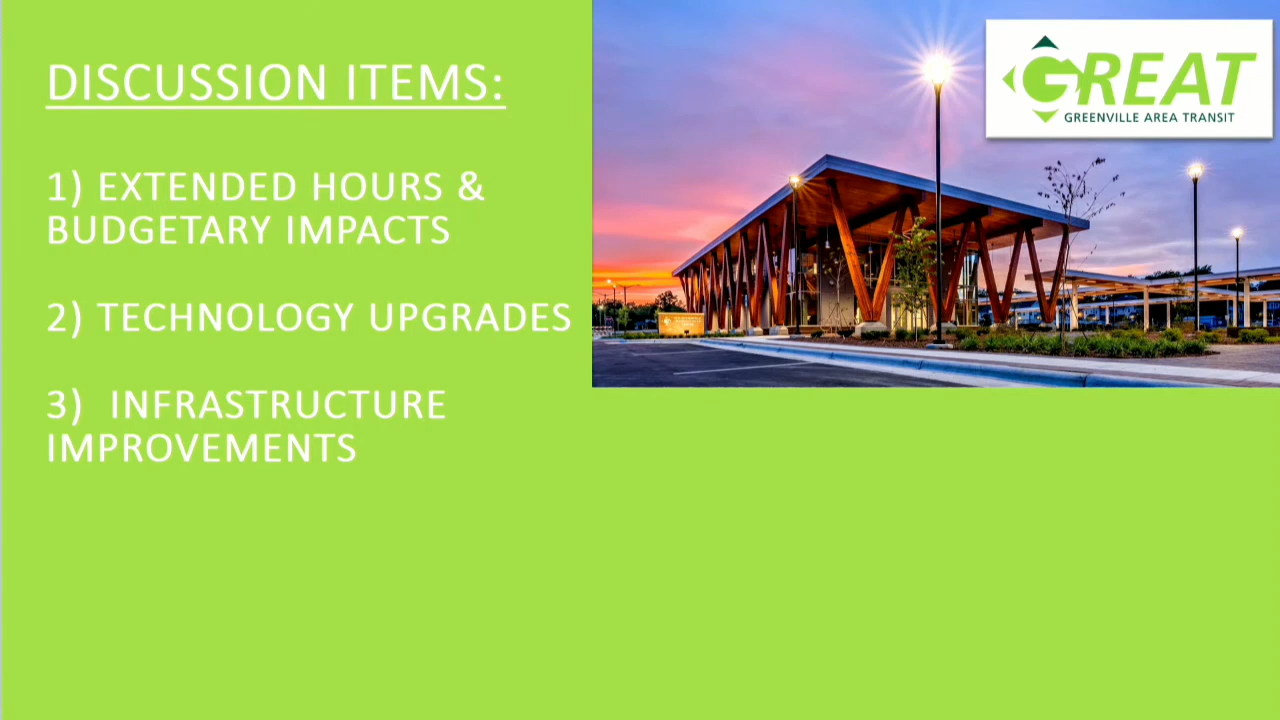 DISCUSSION ITEMS:
1) EXTENDED HOURS &
BUDGETARY IMPACTS
2) TECHNOLOGY UPGRADES
3) INFRASTRUCTURE
IMPROVEMENTS
GREAT
GREENVILLE AREA TRANSIT